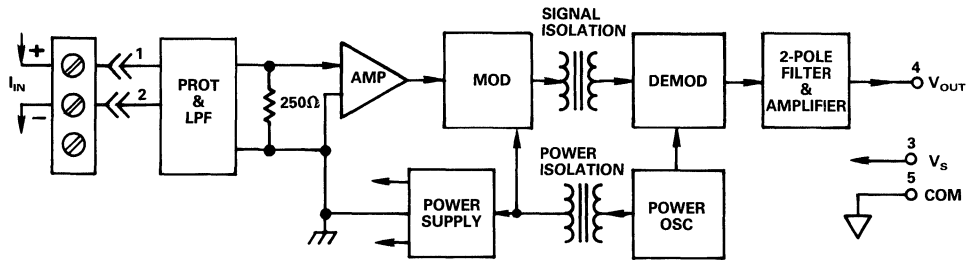 SIGNAL
ISOLATION
+
I_IN
–
1
2
PROT
&
LPF
250Ω
AMP
MOD
DEMOD
2-POLE
FILTER
&
AMPLIFIER
4
V_OUT
3
V_S
5
COM
POWER
ISOLATION
POWER
SUPPLY
POWER
OSC